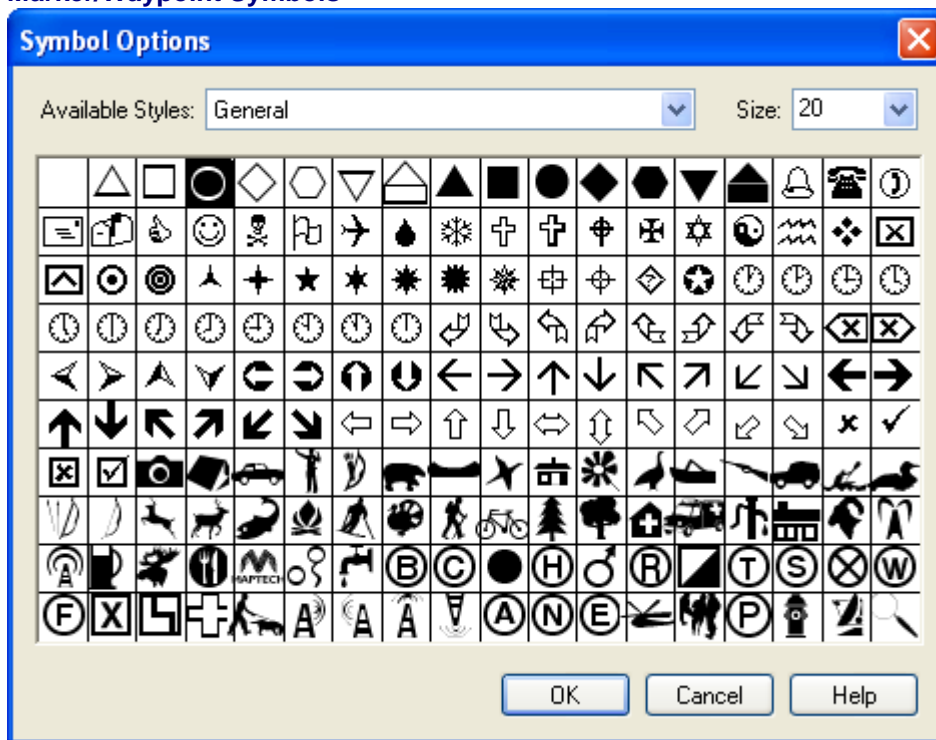 Marker/Waypoint Symbols
Symbol Options
Available Styles: General Size: 20
MAPTECH
B C H R T S W
F X A A A A N E P
OK Cancel Help